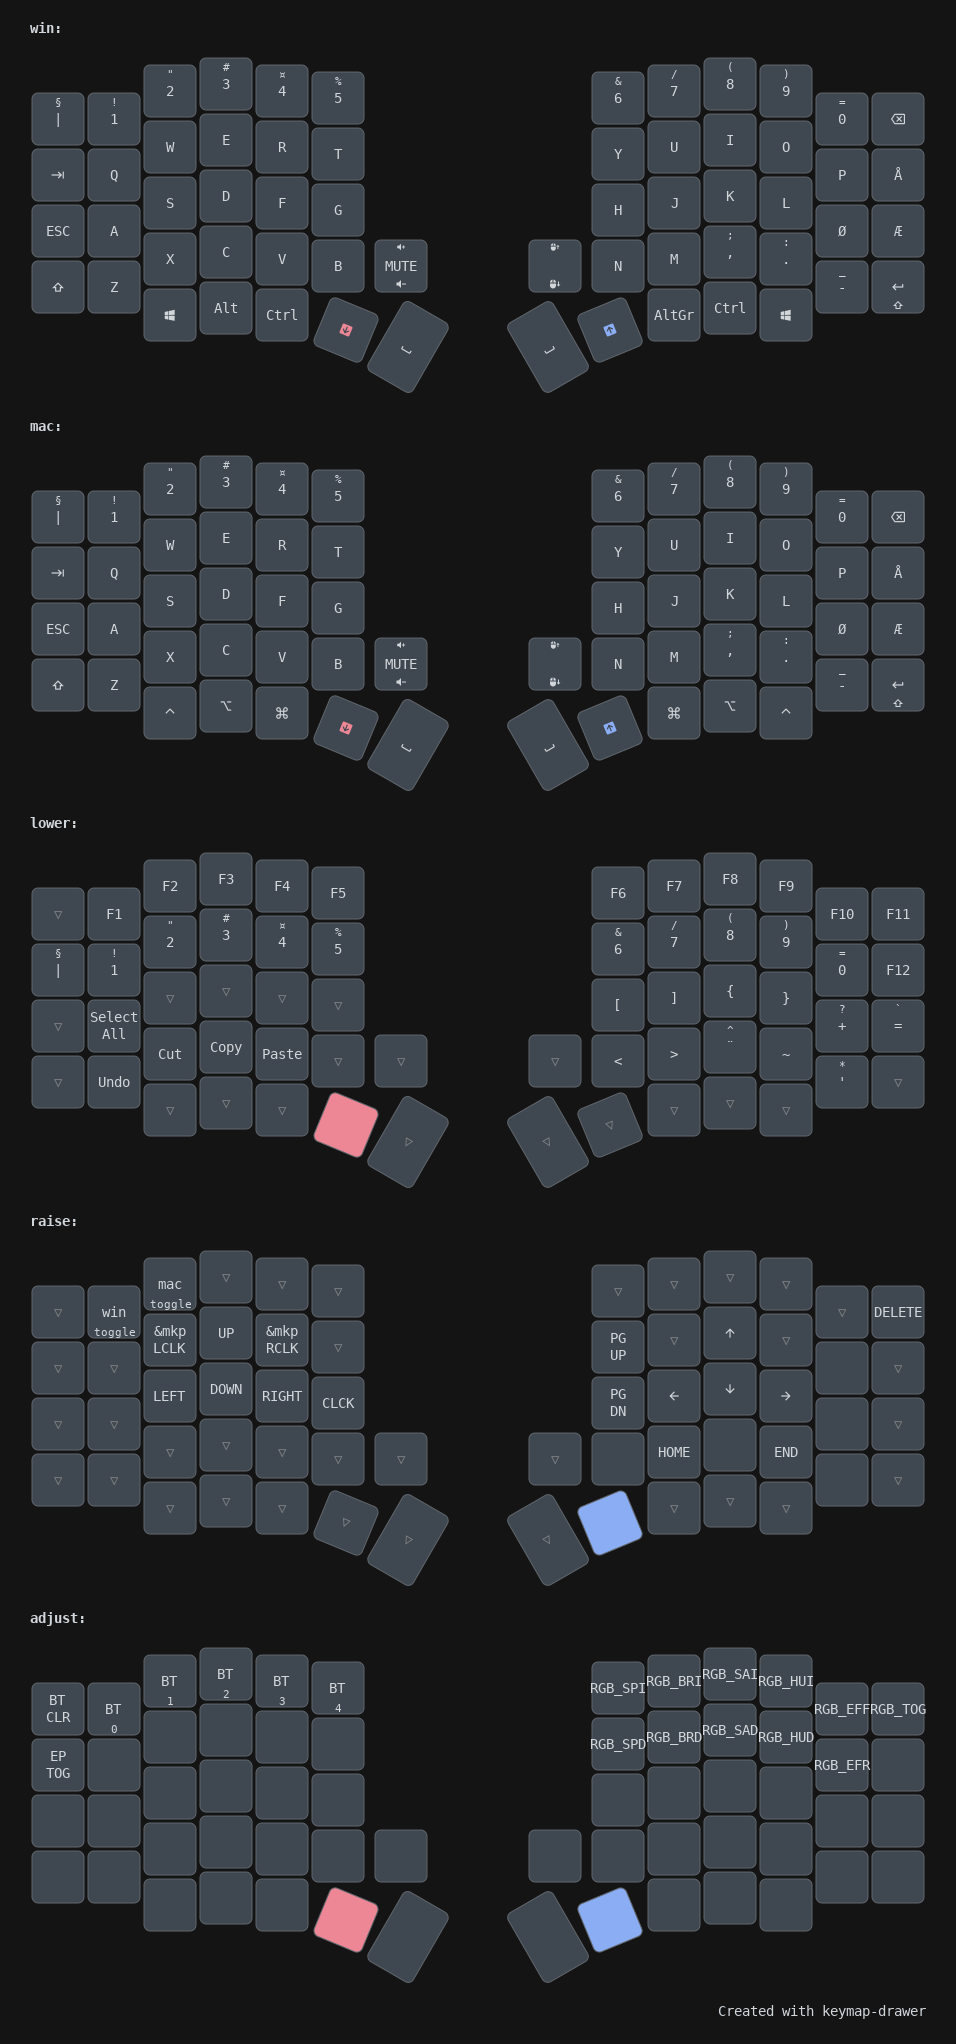 win:
# (
" ¤ 3 8 / )
2 4 % & 7 9
§ ! 5 6 =
| 1 0 ⌫
W E R T Y U I O
⇥ Q P Å
S D F G H J K L
ESC A Ø Æ
X C V B MUTE N M ; , : .
⇧ Z _ - ↵ ⇧
Alt Ctrl AltGr Ctrl
mac:
# (
" ¤ 3 8 / )
2 4 % & 7 9
§ ! 5 6 =
| 1 0 ⌫
W E R T Y U I O
⇥ Q P Å
S D F G H J K L
ESC A Ø Æ
X C V B MUTE N M ; , : .
⇧ Z _ - ↵ ⇧
^ ⌥ ⌘ ⌘ ⌥ ^
lower:
F2 F3 F4 F5 F6 F7 F8 F9
▽ F1 F10 F11
" # ¤ % & / ( )
2 3 4 5 6 7 8 9
§ ! =
| 1 0 F12
▽ ▽ ▽ ▽ [ ] { }
▽ Select All ? + ` =
Cut Copy Paste ▽ ▽ ▽ < > ^ ¨ ~
▽ Undo * ' ▽
▽ ▽ ▽ ▷ ◁ ◁ ▽ ▽ ▽
raise:
mac toggle ▽ ▽ ▽ ▽ ▽ ▽ ▽
▽ win toggle ▽ DELETE
&mkp LCLK UP &mkp RCLK ▽ PG UP ▽ ↑ ▽
▽ ▽ ▽
LEFT DOWN RIGHT CLCK PG DN ← ↓ →
▽ ▽ ▽
▽ ▽ ▽ ▽ ▽ ▽ HOME END
▽ ▽ ▽
▽ ▽ ▽ ▷ ▷ ◁ ▽ ▽ ▽
adjust:
BT 1 BT 2 BT 3 BT 4 RGB_SPI RGB_BRI RGB_SAI RGB_HUI
BT CLR BT 0 RGB_EFF RGB_TOG
RGB_SPD RGB_BRD RGB_SAD RGB_HUD
EP TOG RGB_EFR
Created with keymap-drawer